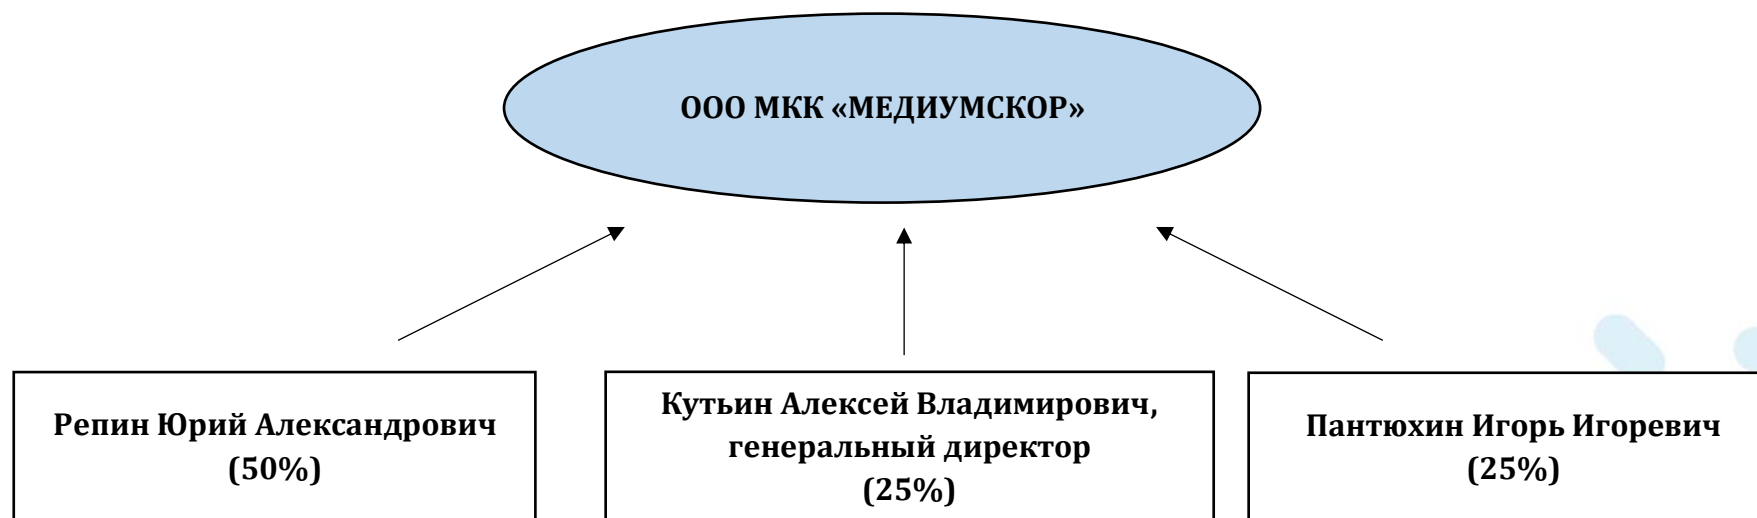 ООО МКК «МЕДИУМСКОР»
Репин Юрий Александрович
(50%)
Кутьин Алексей Владимирович,
генеральный директор
(25%)
Пантюхин Игорь Игоревич
(25%)